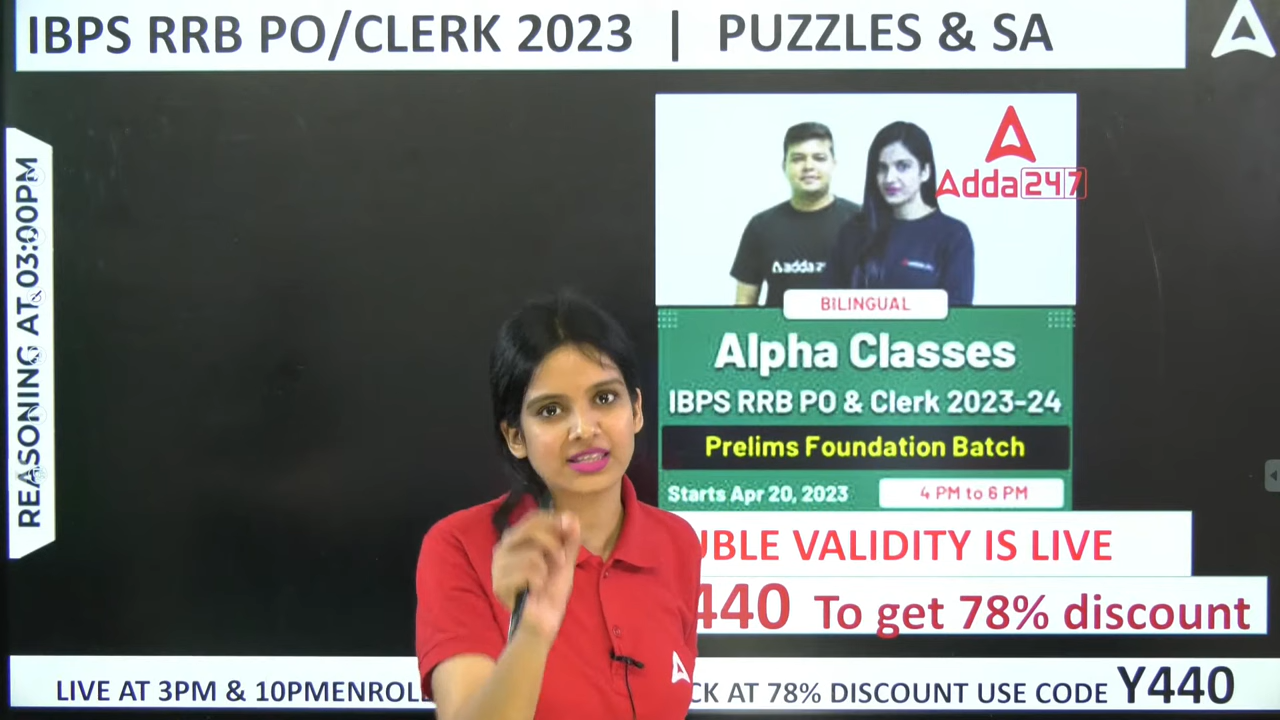 IBPS RRB PO/CLERK 2023 | PUZZLES & SA
REASONING AT 03:00PM
Adda247
adda2
BILINGUAL
Alpha Classes
IBPS RRB PO & Clerk 2023-24
Prelims Foundation Batch
Starts Apr 20, 2023
4 PM to 6 PM
UBLE VALIDITY IS LIVE
440 To get 78% discount
LIVE AT 3PM & 10PMENROL
CK AT 78% DISCOUNT USE CODE Y440